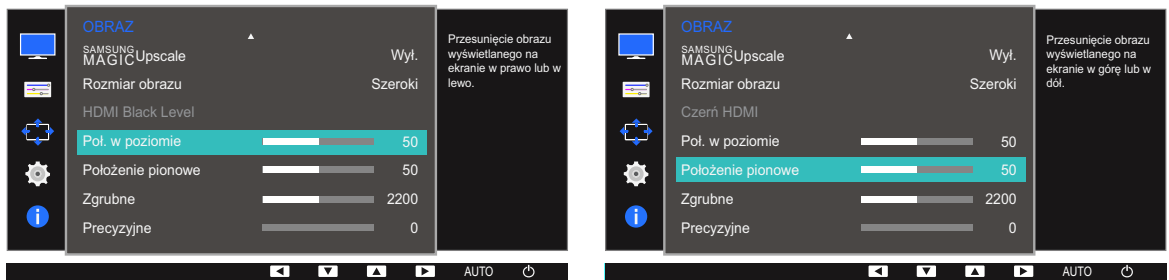 OBRAZ
SAMSUNG
MAGIC Upscale Wył.
Rozmiar obrazu Szeroki
HDMI Black Level
Poł. w poziomie 50
Położenie pionowe 50
Zgrubne 2200
Precyzyjne 0
Przesunięcie obrazu
wyświetlanego na
ekranie w prawo lub w
lewo.
AUTO
OBRAZ
SAMSUNG
MAGIC Upscale Wył.
Rozmiar obrazu Szeroki
Czerń HDMI
Poł. w poziomie 50
Położenie pionowe 50
Zgrubne 2200
Precyzyjne 0
Przesunięcie obrazu
wyświetlanego na
ekranie w górę lub w
dół.
AUTO